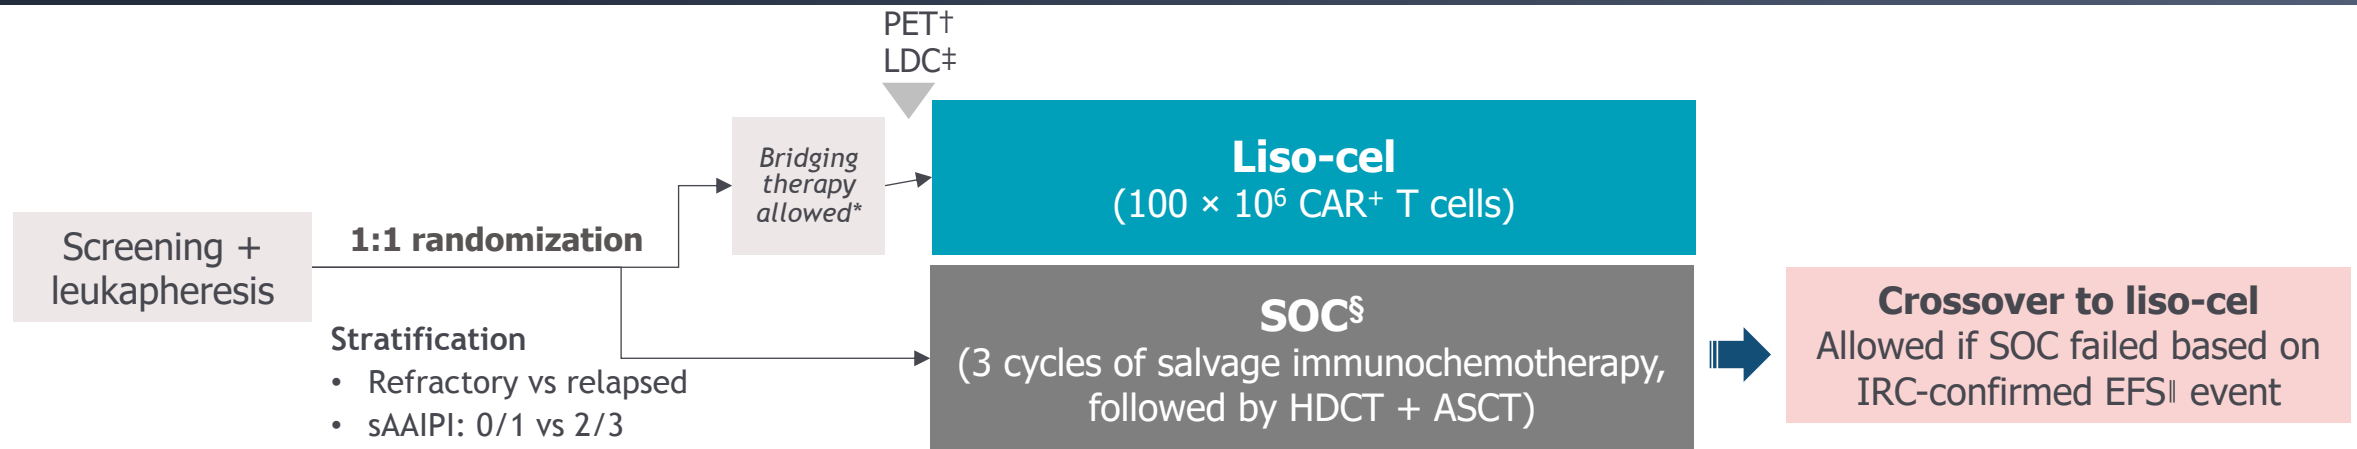 PET†
LDC‡
Bridging
therapy
allowed*
Liso-cel
(100 × 10⁶ CAR⁺ T cells)
Screening +
leukapheresis
1:1 randomization
Stratification
• Refractory vs relapsed
• sAAIPI: 0/1 vs 2/3
SOC§
(3 cycles of salvage immunochemotherapy,
followed by HDCT + ASCT)
Crossover to liso-cel
Allowed if SOC failed based on
IRC-confirmed EFS‖ event